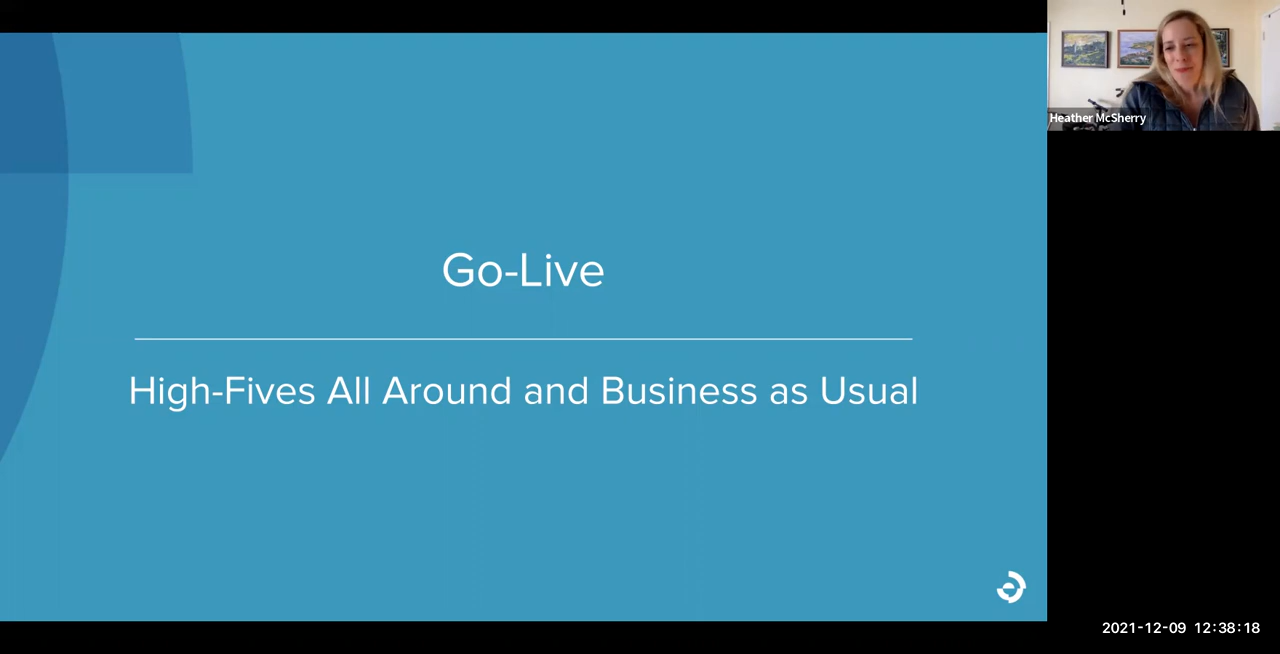 Heather McSherry
Go-Live
High-Fives All Around and Business as Usual
2021-12-09 12:38:18